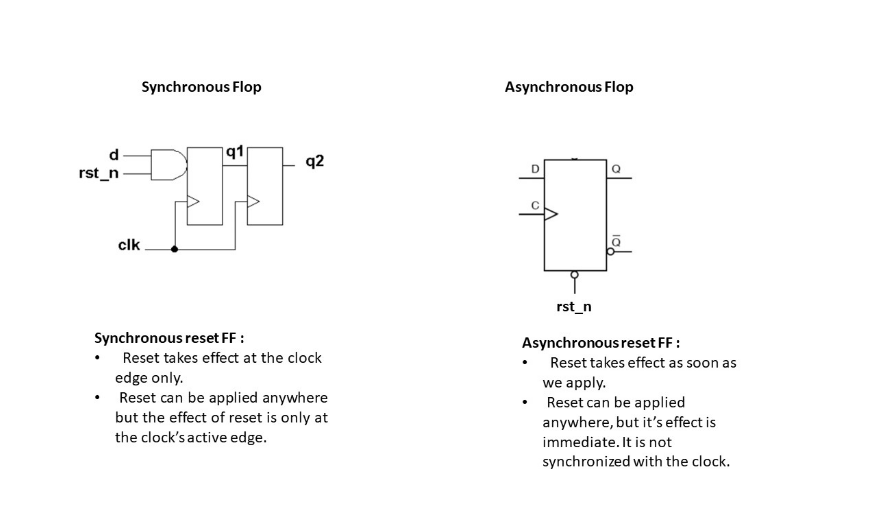 Synchronous Flop
d
rst_n
q1
q2
clk
Synchronous reset FF :
• Reset takes effect at the clock
edge only.
• Reset can be applied anywhere
but the effect of reset is only at
the clock's active edge.
Asynchronous Flop
D
Q
C
Q̅
rst_n
Asynchronous reset FF :
• Reset takes effect as soon as
we apply.
• Reset can be applied
anywhere, but it's effect is
immediate. It is not
synchronized with the clock.